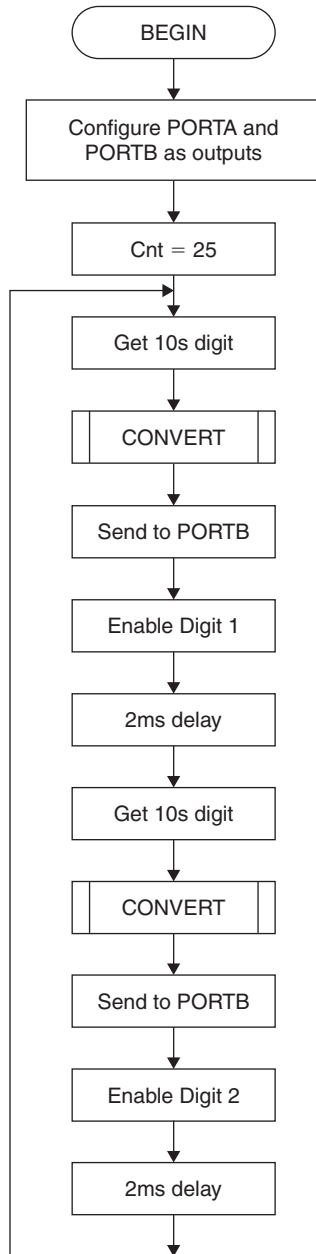 BEGIN
Configure PORTA and
PORTB as outputs
Cnt = 25
Get 10s digit
CONVERT
Send to PORTB
Enable Digit 1
2ms delay
Get 10s digit
CONVERT
Send to PORTB
Enable Digit 2
2ms delay